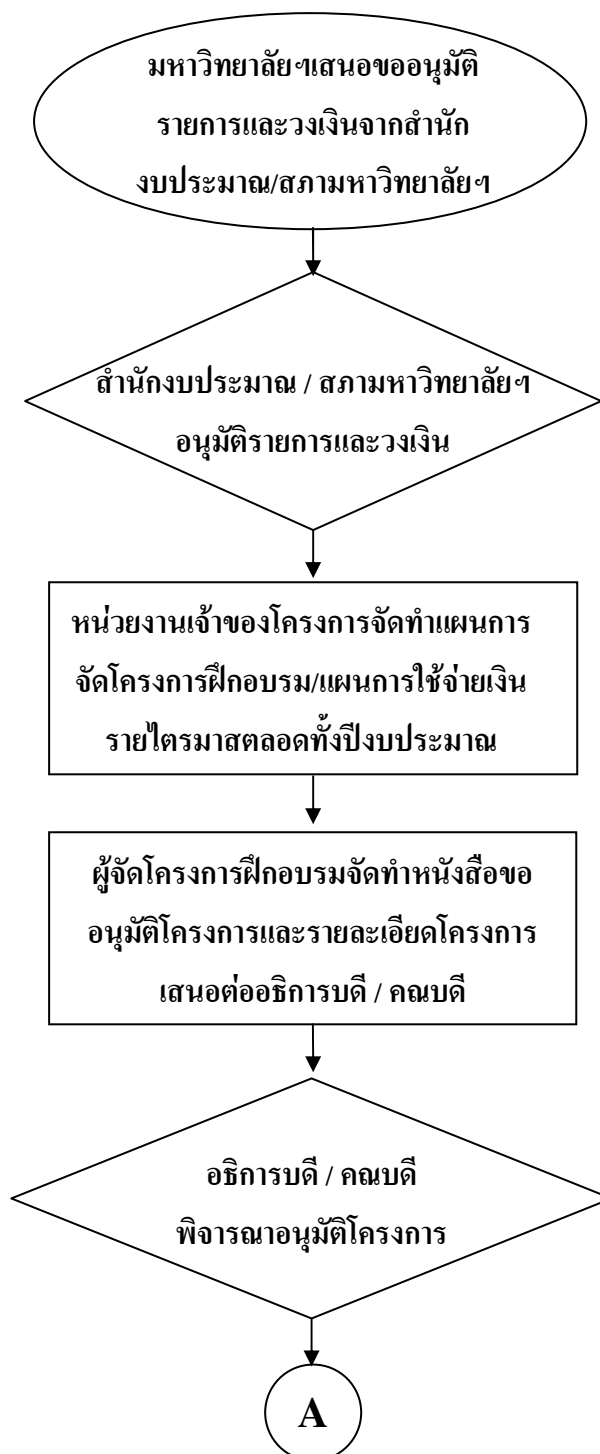 มหาวิทยาลัยฯเสนอขออนุมัติ
รายการและวงเงินจากสำนัก
งบประมาณ/สภามหาวิทยาลัยฯ
สำนักงบประมาณ / สภามหาวิทยาลัยฯ
อนุมัติรายการและวงเงิน
หน่วยงานเจ้าของโครงการจัดทำแผนการ
จัดโครงการฝึกอบรม/แผนการใช้จ่ายเงิน
รายไตรมาสตลอดทั้งปีงบประมาณ
ผู้จัดโครงการฝึกอบรมจัดทำหนังสือขอ
อนุมัติโครงการและรายละเอียดโครงการ
เสนอต่ออธิการบดี / คณบดี
อธิการบดี / คณบดี
พิจารณาอนุมัติโครงการ
A